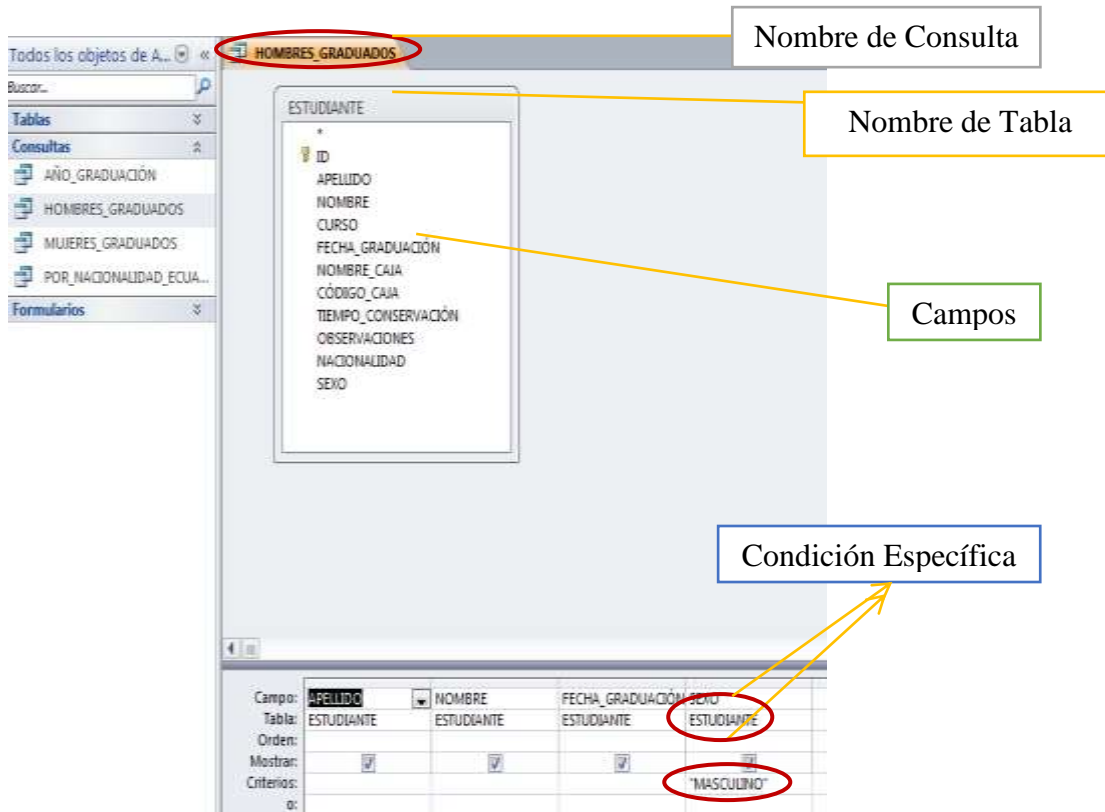 Nombre de Consulta
Todos los objetos de A...
HOMBRES_GRADUADOS
Buscar...
Tablas
Consultas
AÑO_GRADUACIÓN
HOMBRES_GRADUADOS
MUJERES_GRADUADOS
POR_NACIONALIDAD_ECUA...
Formularios
Nombre de Tabla
ESTUDIANTE
*
ID
APELLIDO
NOMBRE
CURSO
FECHA_GRADUACIÓN
NOMBRE_CAJA
CÓDIGO_CAJA
TIEMPO_CONSERVACIÓN
OBSERVACIONES
NACIONALIDAD
SEXO
Campos
Condición Específica
Campo: APELLIDO NOMBRE FECHA_GRADUACIÓN SEXO
Tabla: ESTUDIANTE ESTUDIANTE ESTUDIANTE ESTUDIANTE
Orden:
Mostrar:
Criterios: "MASCULINO"
o: